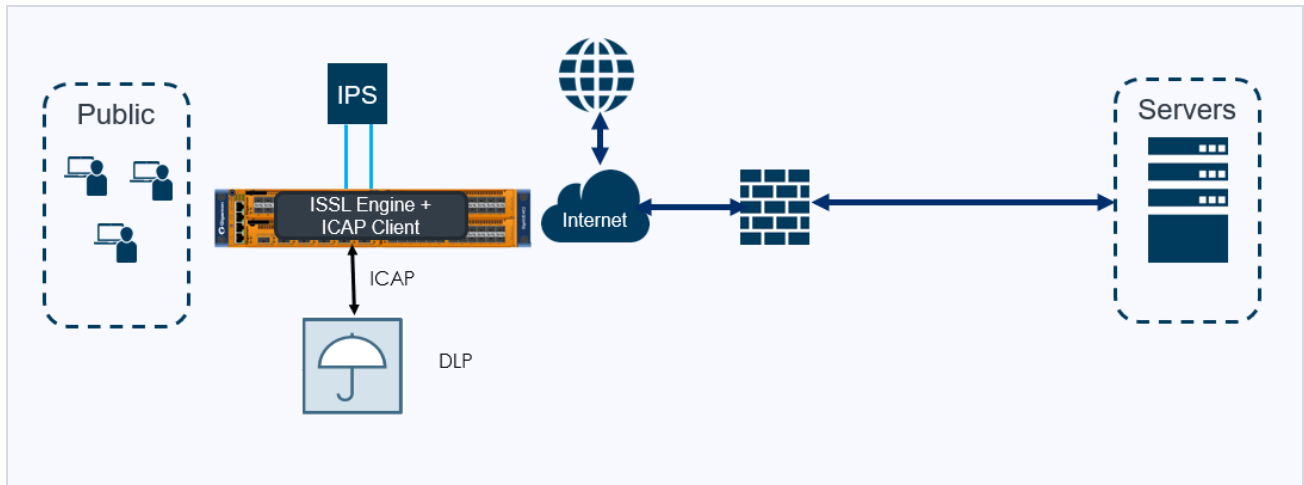 Public
IPS
ISSL Engine +
ICAP Client
ICAP
DLP
Internet
Servers